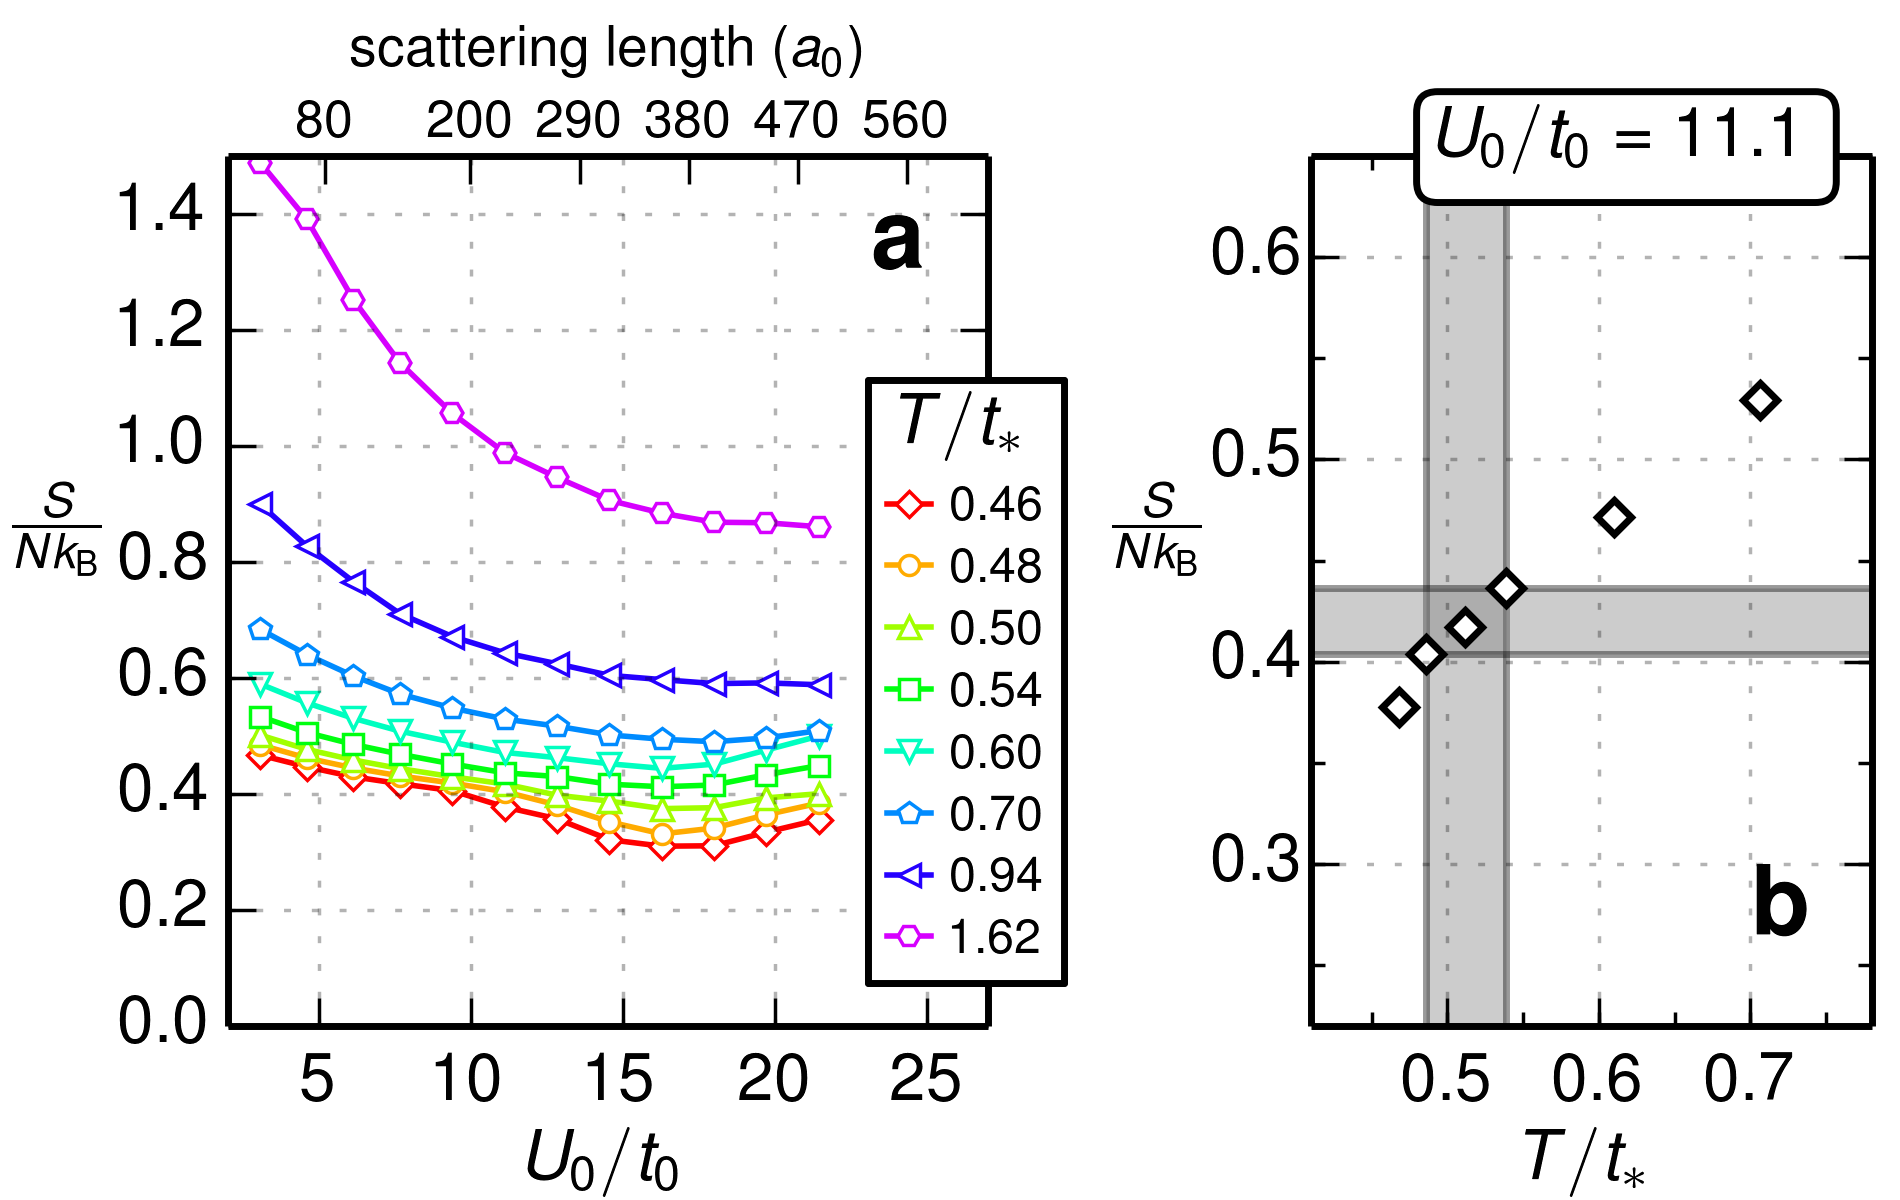 scattering length (a0)
80 200 290 380 470 560
1.4
1.2
1.0
0.8
0.6
0.4
0.2
0.0
S
NkB
a
5 10 15 20 25
U0/t0
T/t*
0.46
0.48
0.50
0.54
0.60
0.70
0.94
1.62
U0/t0 = 11.1
0.6
0.5
0.4
0.3
S
NkB
b
0.5 0.6 0.7
T/t*